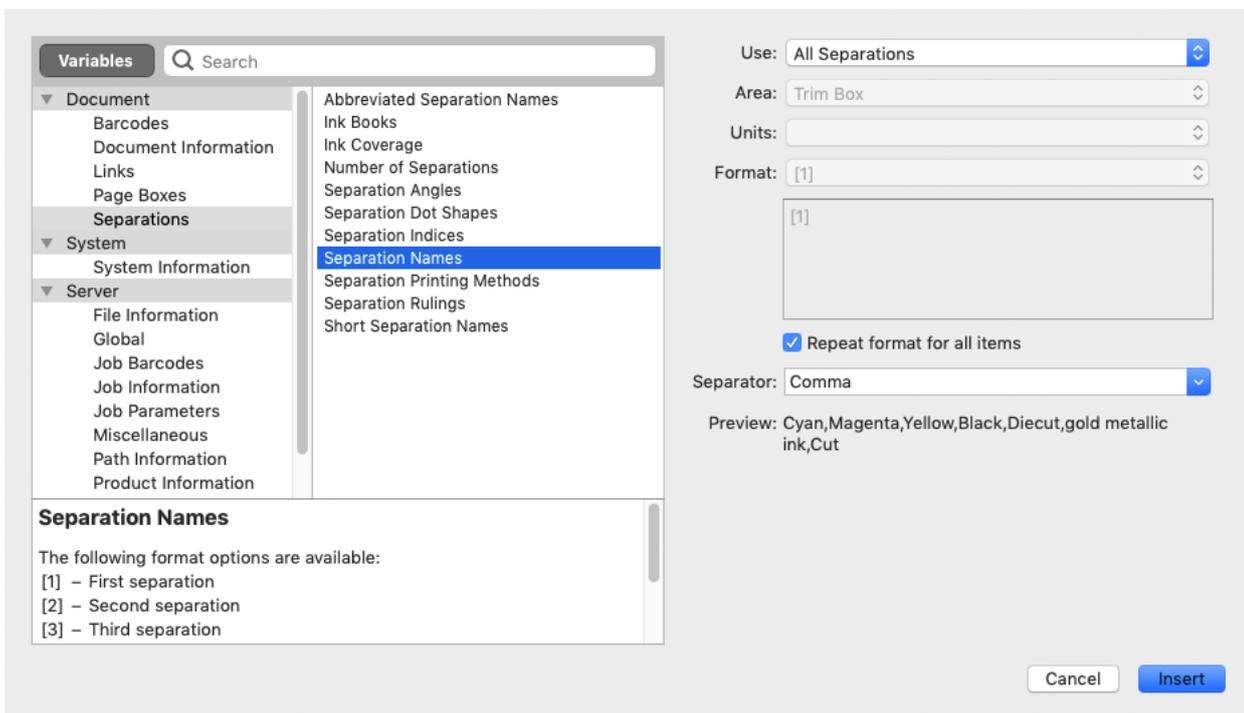 Variables
Search
Document
Barcodes
Document Information
Links
Page Boxes
Separations
System
System Information
Server
File Information
Global
Job Barcodes
Job Information
Job Parameters
Miscellaneous
Path Information
Product Information
Abbreviated Separation Names
Ink Books
Ink Coverage
Number of Separations
Separation Angles
Separation Dot Shapes
Separation Indices
Separation Names
Separation Printing Methods
Separation Rulings
Short Separation Names
Separation Names
The following format options are available:
[1] – First separation
[2] – Second separation
[3] – Third separation
Use: All Separations
Area: Trim Box
Units:
Format: [1]
[1]
Repeat format for all items
Separator: Comma
Preview: Cyan,Magenta,Yellow,Black,Diecut,gold metallic
ink,Cut
Cancel
Insert